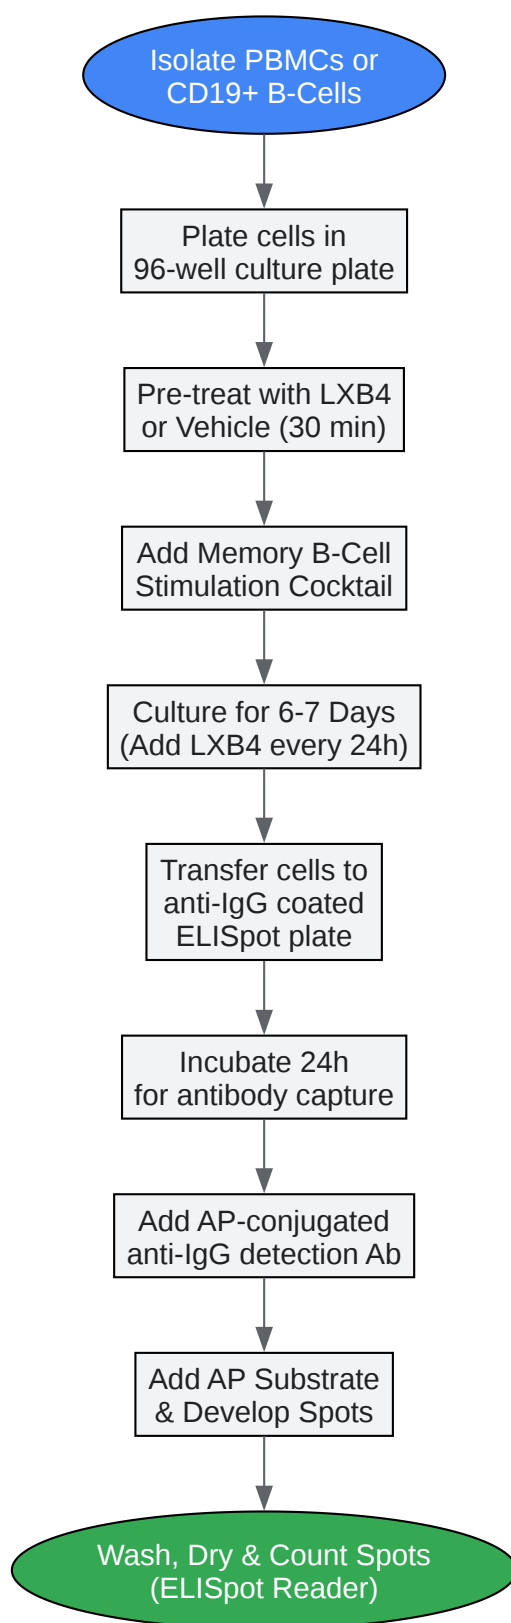 Isolate PBMCs or
CD19+ B-Cells
Plate cells in
96-well culture plate
Pre-treat with LXB4
or Vehicle (30 min)
Add Memory B-Cell
Stimulation Cocktail
Culture for 6-7 Days
(Add LXB4 every 24h)
Transfer cells to
anti-IgG coated
ELISpot plate
Incubate 24h
for antibody capture
Add AP-conjugated
anti-IgG detection Ab
Add AP Substrate
& Develop Spots
Wash, Dry & Count Spots
(ELISpot Reader)